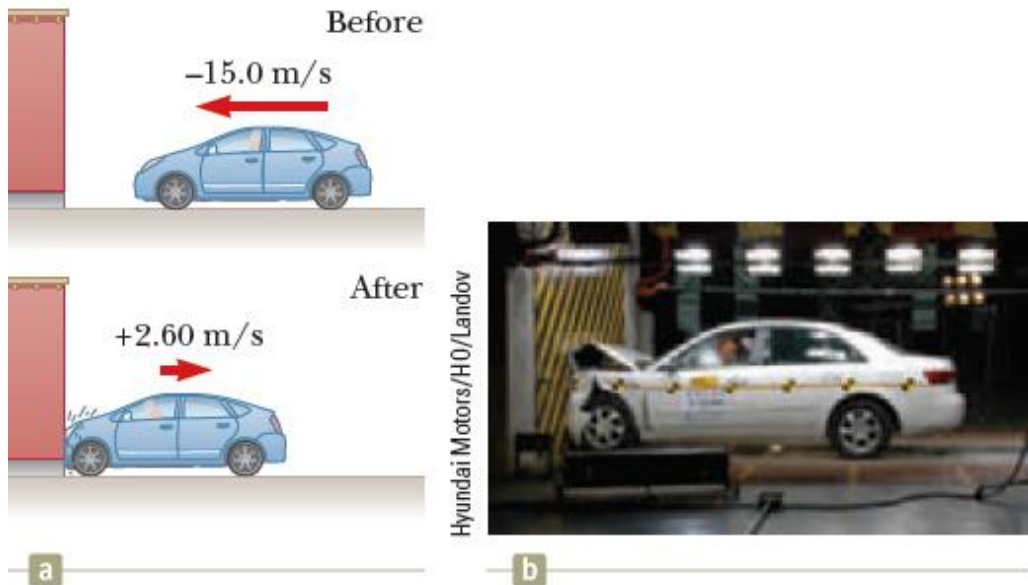 Before
–15.0 m/s
After
+2.60 m/s
Hyundai Motors/HO/Landov
a
b